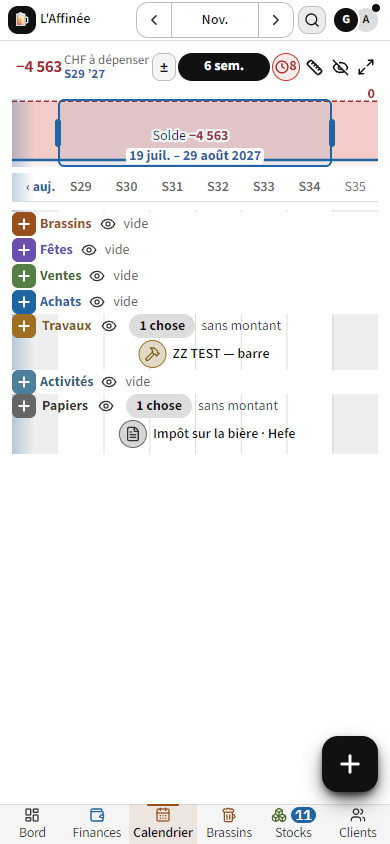 L'Affinée
Nov.
G A
−4 563 CHF à dépenser S29 ’27
± 6 sem. 8
0
Solde −4 563
19 juil. – 29 août 2027
‹ auj. S29 S30 S31 S32 S33 S34 S35
Brassins vide
Fêtes vide
Ventes vide
Achats vide
Travaux 1 chose sans montant
ZZ TEST — barre
Activités vide
Papiers 1 chose sans montant
Impôt sur la bière · Hefe
Bord Finances Calendrier Brassins Stocks 11 Clients